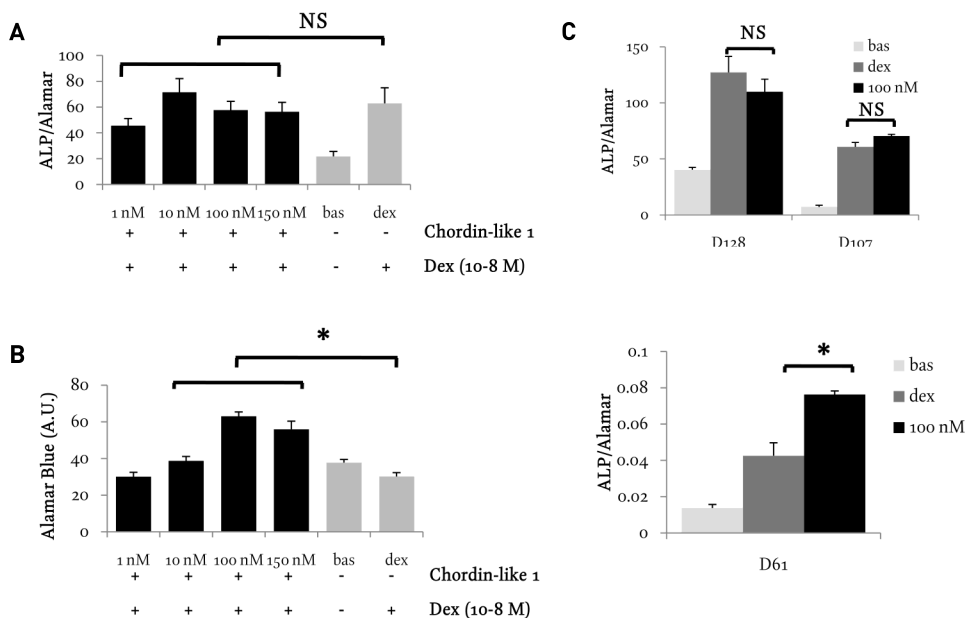 A
NS
ALP/Alamar
100
80
60
40
20
0
1 nM 10 nM 100 nM 150 nM bas dex
+ + + + - - Chordin-like 1
+ + + + - + Dex (10-8 M)
B
*
Alamar Blue (A.U.)
80
60
40
20
0
1 nM 10 nM 100 nM 150 nM bas dex
+ + + + - - Chordin-like 1
+ + + + - + Dex (10-8 M)
C
NS
bas
dex
100 nM
NS
ALP/Alamar
150
100
50
0
D128 D107
*
bas
dex
100 nM
ALP/Alamar
0.1
0.08
0.06
0.04
0.02
0
D61